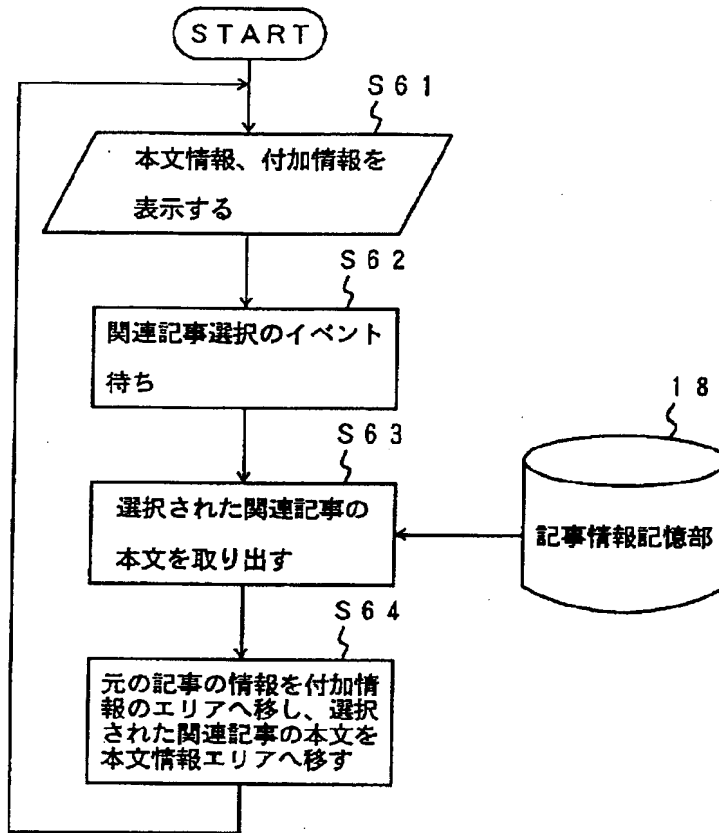 START
S61
本文情報、付加情報を
表示する
S62
関連記事選択のイベント
待ち
S63
選択された関連記事の
本文を取り出す
18
記事情報記憶部
S64
元の記事の情報を付加情
報のエリアへ移し、選択
された関連記事の本文を
本文情報エリアへ移す